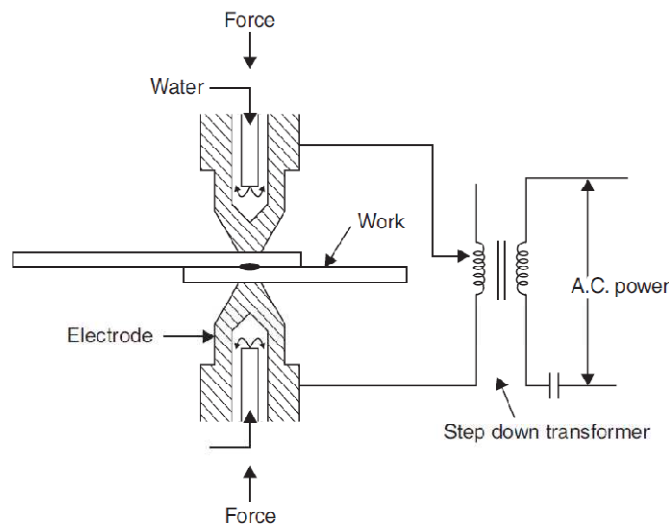 Force
Water
Work
A.C. power
Electrode
Step down transformer
Force